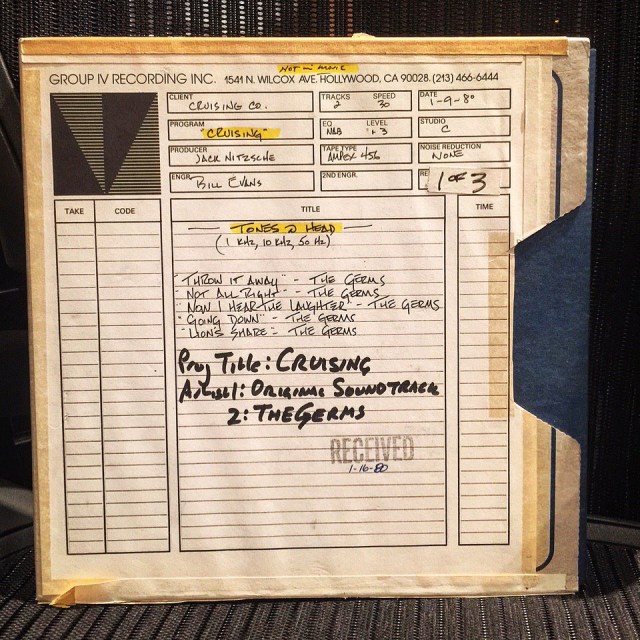 NOT IN MOVIE
GROUP IV RECORDING INC. 1541 N. WILCOX AVE. HOLLYWOOD, CA 90028. (213) 466-6444
CLIENT
CRUISING CO.
TRACKS SPEED
2 30
DATE
1-9-80
PROGRAM
"CRUISING"
EQ LEVEL
NAB +3
STUDIO
C
PRODUCER
JACK NITZSCHE
TAPE TYPE
AMPEX 456
NOISE REDUCTION
NONE
ENGR.
BILL EVANS
2ND ENGR.
RE
1 OF 3
TAKE CODE TITLE TIME
TONES @ HEAD
(1 KHZ, 10 KHZ, 50 HZ)
"THROW IT AWAY" - THE GERMS
"NOT ALL RIGHT" - THE GERMS
"NOW I HEAR THE LAUGHTER" - THE GERMS
"GOING DOWN" - THE GERMS
"LION'S SHARE" - THE GERMS
Proj Title: CRUISING
Artist 1: ORIGINAL SOUNDTRACK
2: THE GERMS
RECEIVED
1-16-80